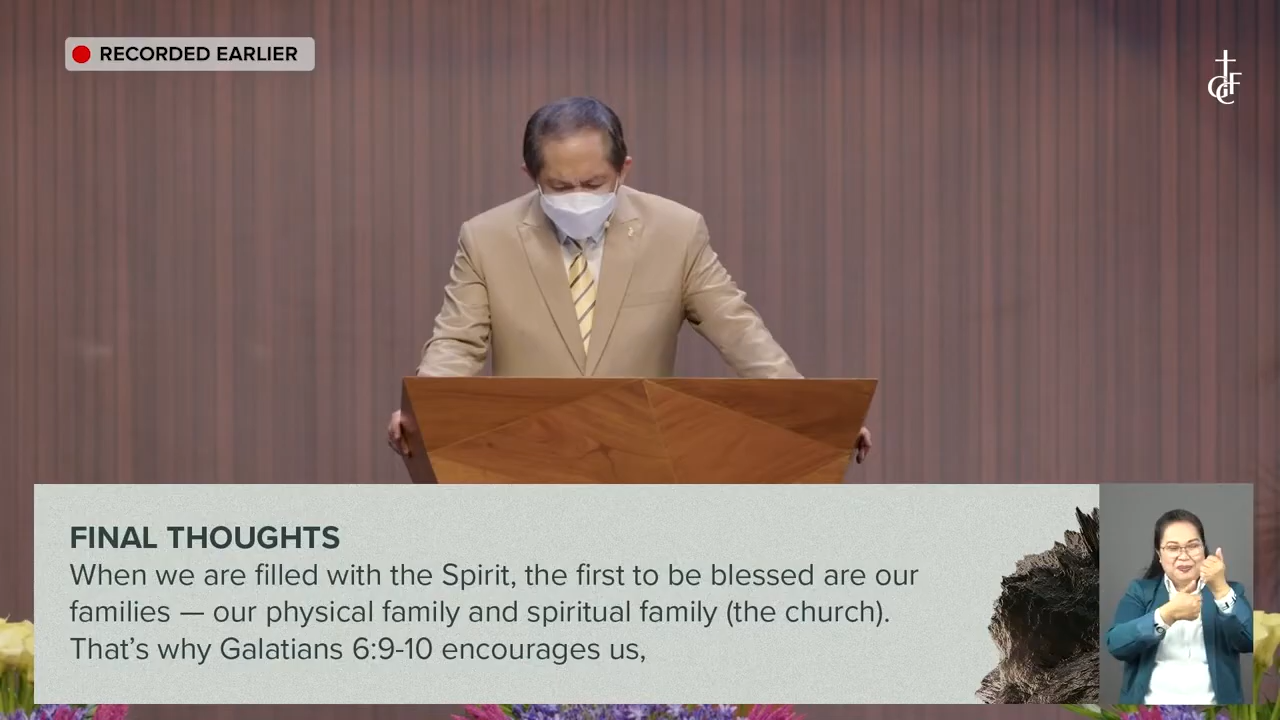 RECORDED EARLIER
GCF
FINAL THOUGHTS
When we are filled with the Spirit, the first to be blessed are our
families — our physical family and spiritual family (the church).
That’s why Galatians 6:9-10 encourages us,